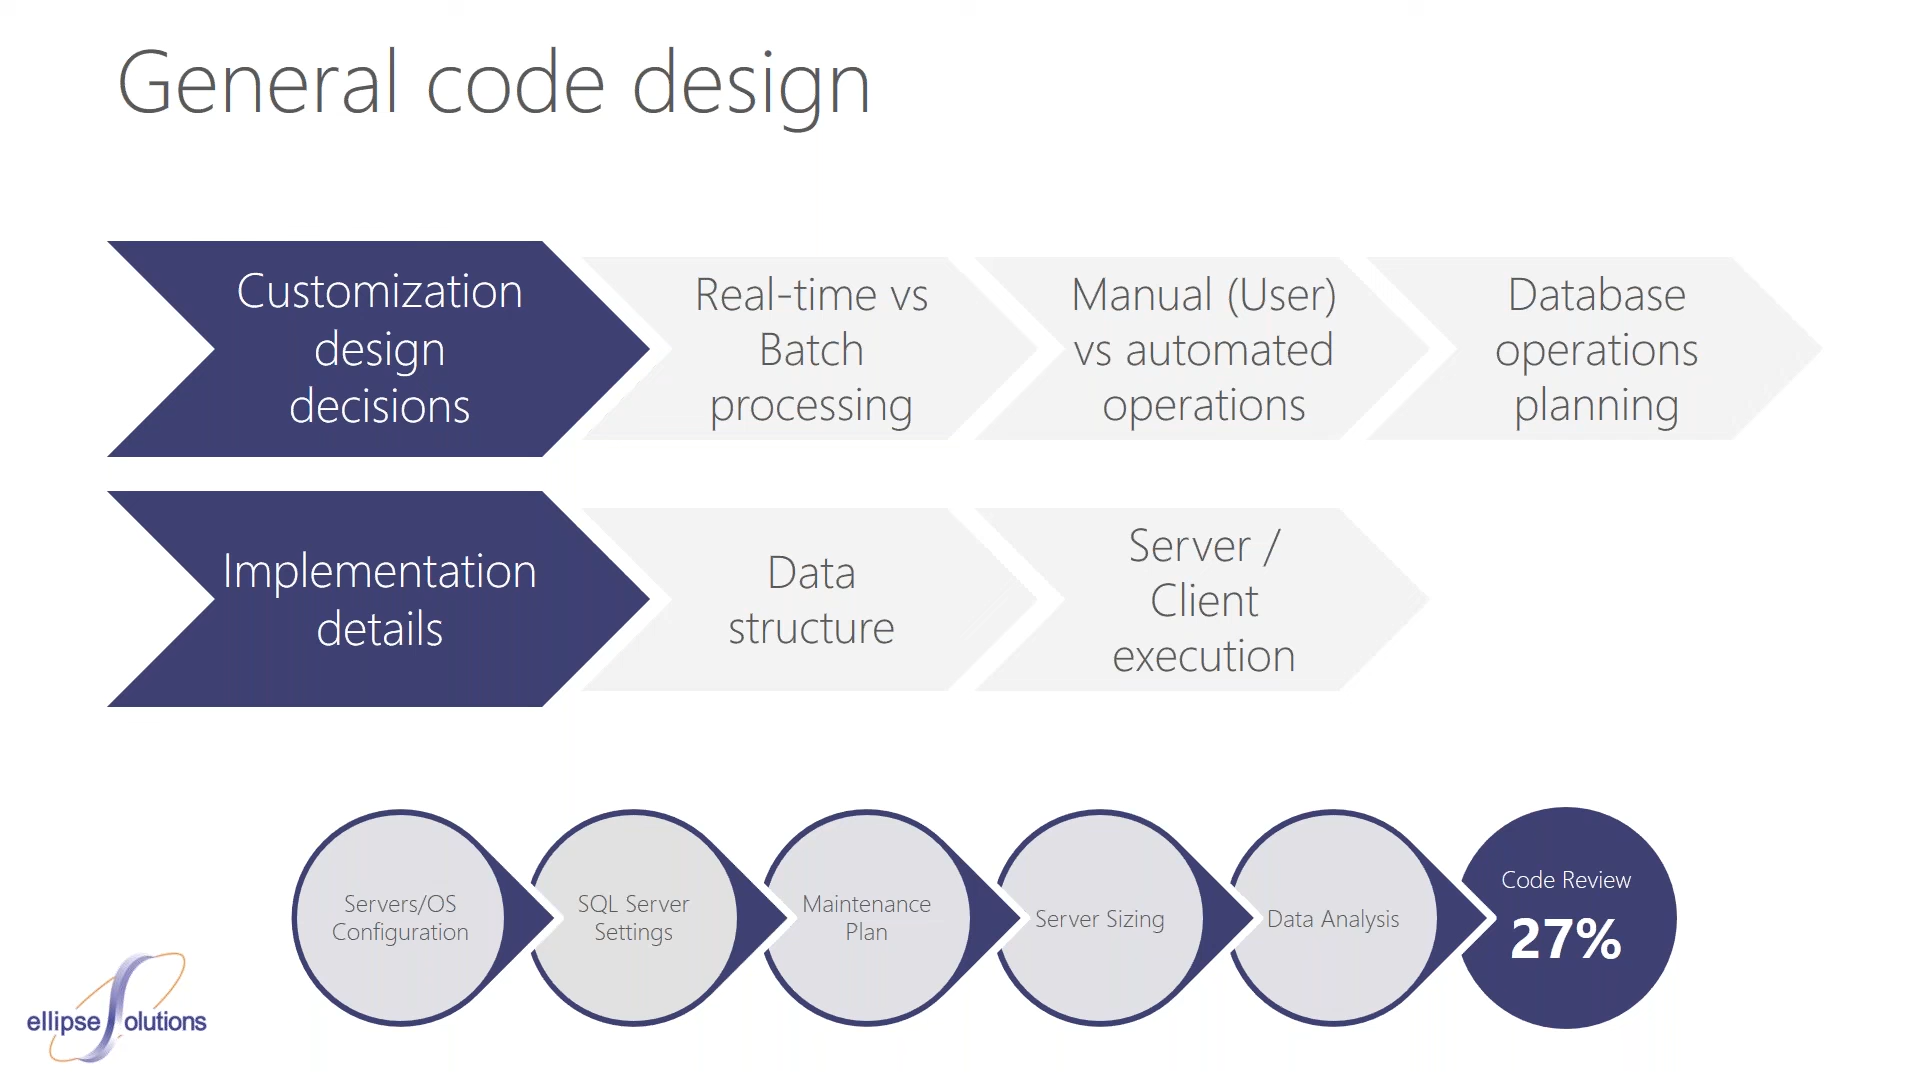 General code design
Customization
design
decisions
Real-time vs
Batch
processing
Manual (User)
vs automated
operations
Database
operations
planning
Implementation
details
Data
structure
Server /
Client
execution
Servers/OS
Configuration
SQL Server
Settings
Maintenance
Plan
Server Sizing
Data Analysis
Code Review
27%
ellipse Solutions